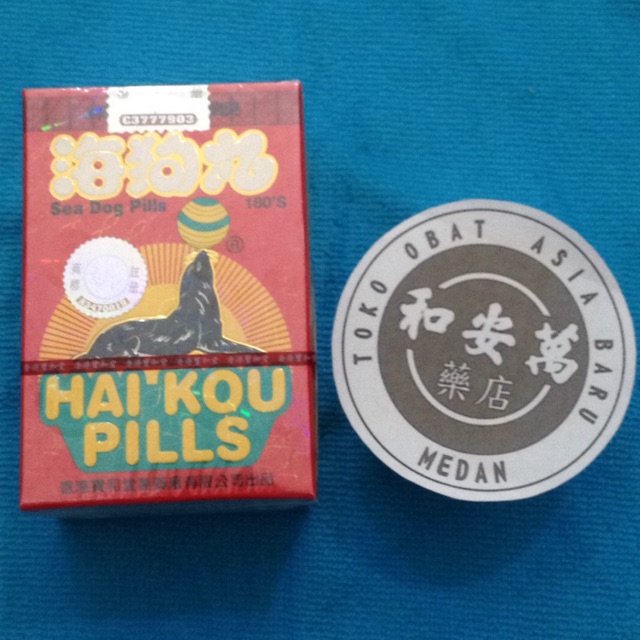 C3777903
海狗丸
Sea Dog Pills 180'S
®
HAI'KOU
PILLS
TOKO OBAT ASIA BARU
和安萬
藥店
MEDAN